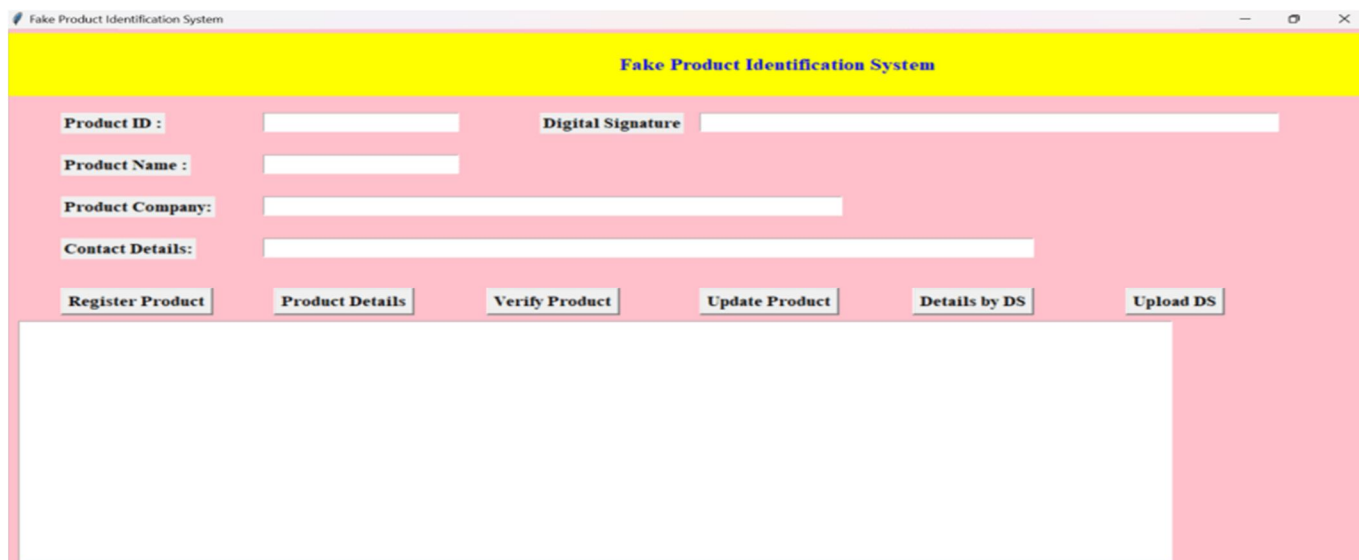 Fake Product Identification System
Fake Product Identification System
Product ID :
Digital Signature
Product Name :
Product Company:
Contact Details:
Register Product
Product Details
Verify Product
Update Product
Details by DS
Upload DS